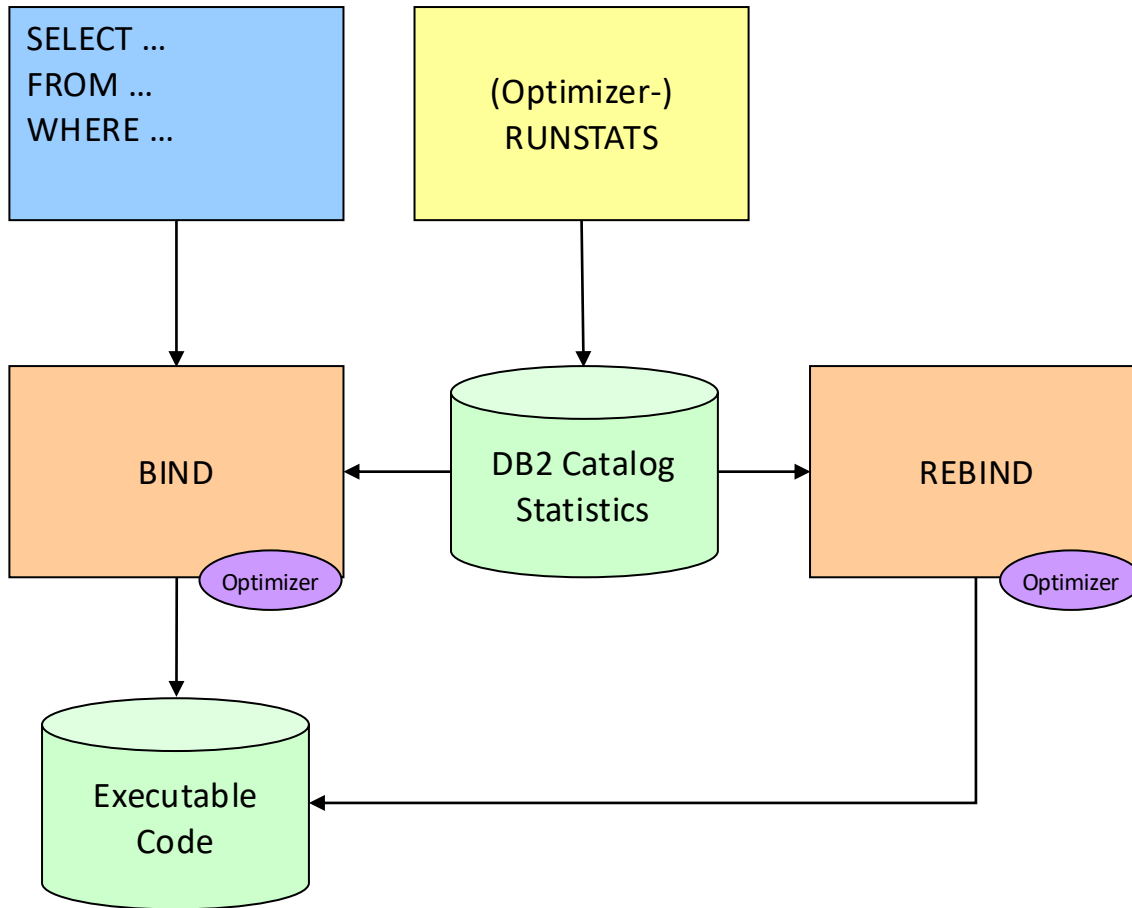 SELECT …
FROM …
WHERE …
(Optimizer-)
RUNSTATS
BIND
Optimizer
DB2 Catalog
Statistics
REBIND
Optimizer
Executable
Code